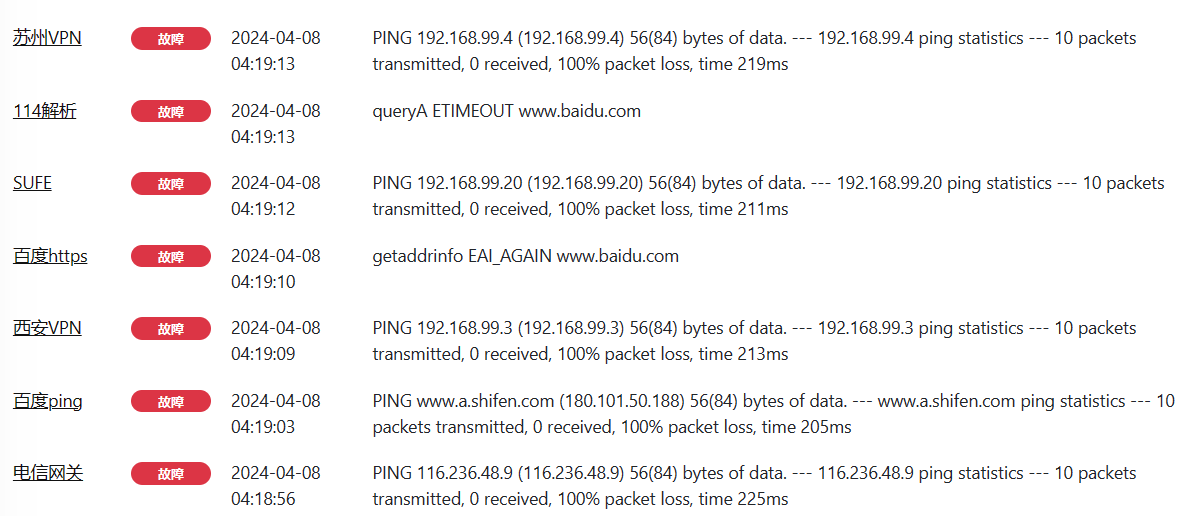 苏州VPN 故障 2024-04-08 PING 192.168.99.4 (192.168.99.4) 56(84) bytes of data. --- 192.168.99.4 ping statistics --- 10 packets
04:19:13 transmitted, 0 received, 100% packet loss, time 219ms
114解析 故障 2024-04-08 queryA ETIMEOUT www.baidu.com
04:19:13
SUFE 故障 2024-04-08 PING 192.168.99.20 (192.168.99.20) 56(84) bytes of data. --- 192.168.99.20 ping statistics --- 10 packets
04:19:12 transmitted, 0 received, 100% packet loss, time 211ms
百度https 故障 2024-04-08 getaddrinfo EAI_AGAIN www.baidu.com
04:19:10
西安VPN 故障 2024-04-08 PING 192.168.99.3 (192.168.99.3) 56(84) bytes of data. --- 192.168.99.3 ping statistics --- 10 packets
04:19:09 transmitted, 0 received, 100% packet loss, time 213ms
百度ping 故障 2024-04-08 PING www.a.shifen.com (180.101.50.188) 56(84) bytes of data. --- www.a.shifen.com ping statistics --- 10
04:19:03 packets transmitted, 0 received, 100% packet loss, time 205ms
电信网关 故障 2024-04-08 PING 116.236.48.9 (116.236.48.9) 56(84) bytes of data. --- 116.236.48.9 ping statistics --- 10 packets
04:18:56 transmitted, 0 received, 100% packet loss, time 225ms